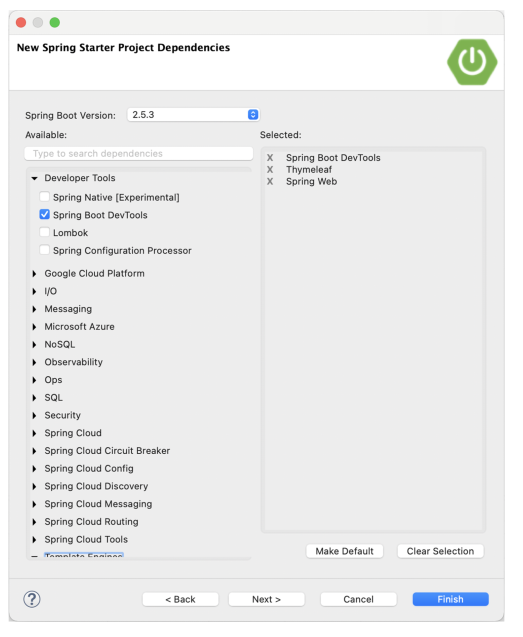 New Spring Starter Project Dependencies
Spring Boot Version: 2.5.3
Available:
Type to search dependencies
Developer Tools
Spring Native [Experimental]
Spring Boot DevTools
Lombok
Spring Configuration Processor
Google Cloud Platform
I/O
Messaging
Microsoft Azure
NoSQL
Observability
Ops
SQL
Security
Spring Cloud
Spring Cloud Circuit Breaker
Spring Cloud Config
Spring Cloud Discovery
Spring Cloud Messaging
Spring Cloud Routing
Spring Cloud Tools
Template Engines
Selected:
X Spring Boot DevTools
X Thymeleaf
X Spring Web
Make Default Clear Selection
? < Back Next > Cancel Finish